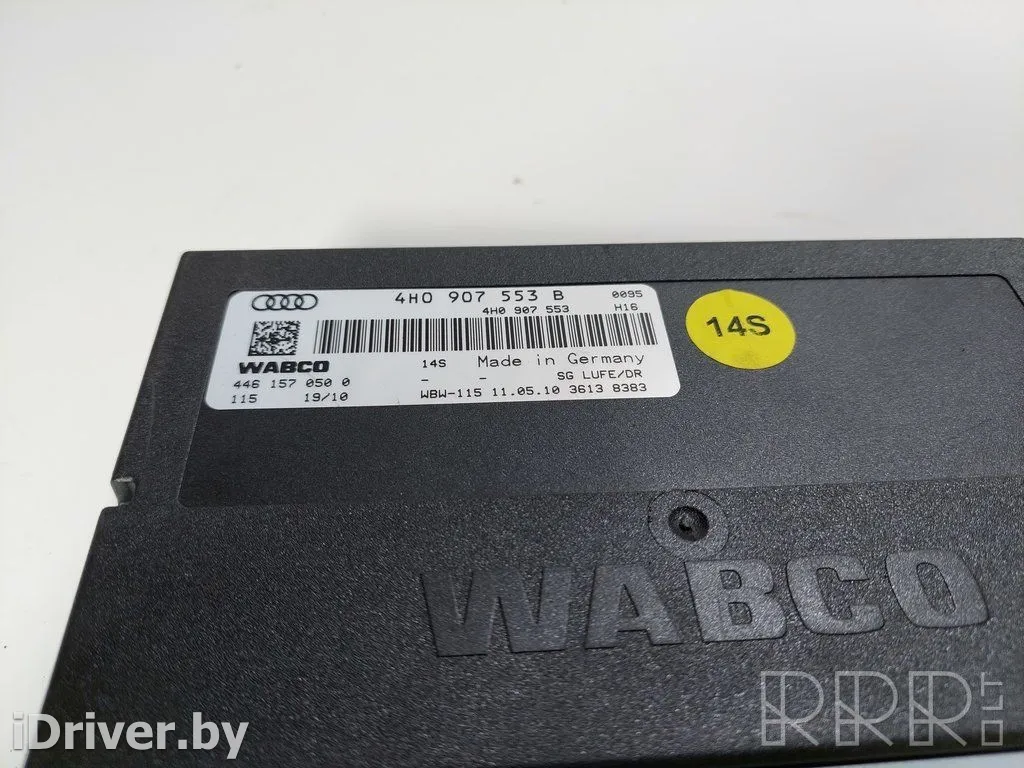 4H0 907 553 B 0095
4H0 907 553 H16
WABCO 14S Made in Germany
446 157 050 0 - - SG LUFE/DR
115 19/10 WBW-115 11.05.10 3613 8383
14S
WABCO
iDriver.by
RRR.LT